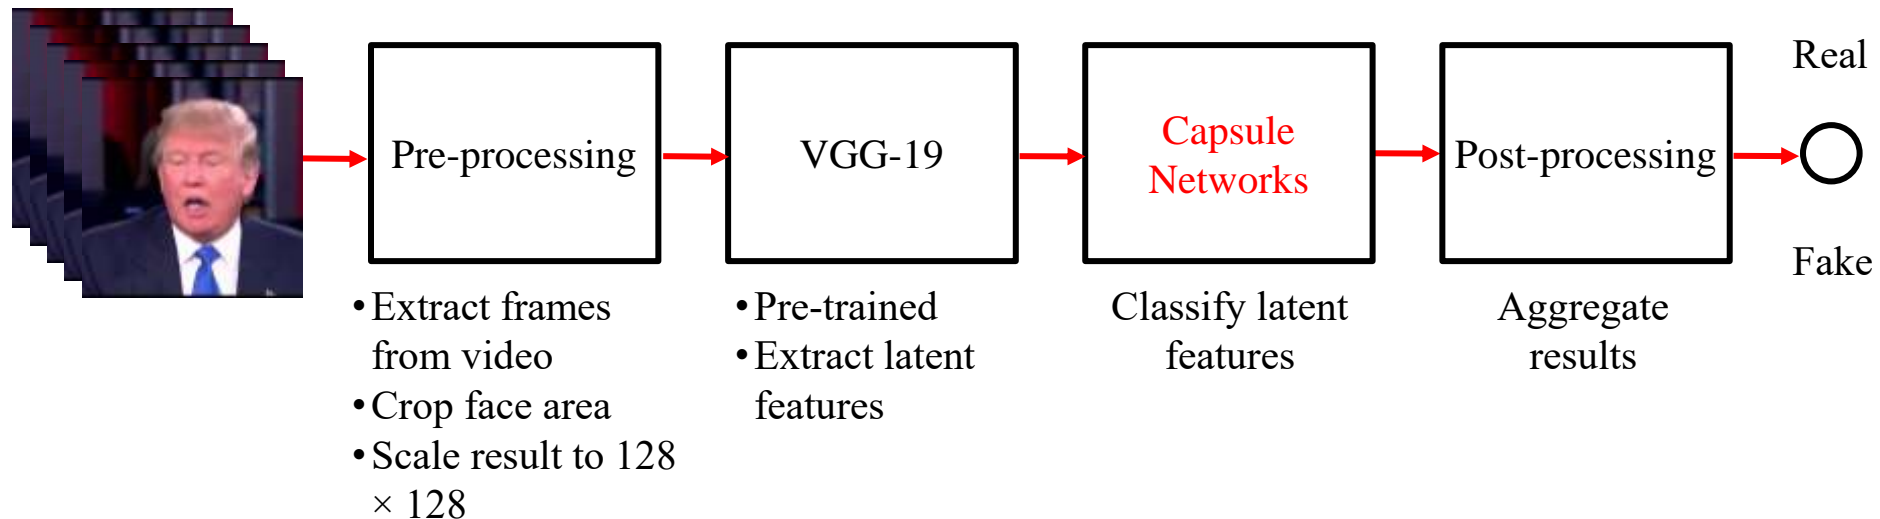 Real
Pre-processing
VGG-19
Capsule
Networks
Post-processing
Fake
• Extract frames
from video
• Crop face area
• Scale result to 128
× 128
• Pre-trained
• Extract latent
features
Classify latent
features
Aggregate
results